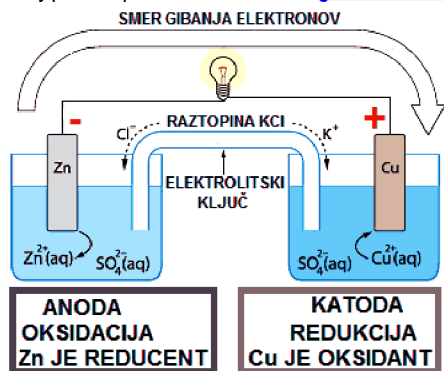 SMER GIBANJA ELEKTRONOV
- +
Cl⁻ RAZTOPINA KCl K⁺
Zn Cu
ELEKTROLITSKI
KLJUČ
Zn²⁺(aq) SO₄²⁻(aq) SO₄²⁻(aq) Cu²⁺(aq)
ANODA
OKSIDACIJA
Zn JE REDUCENT
KATODA
REDUKCIJA
Cu JE OKSIDANT